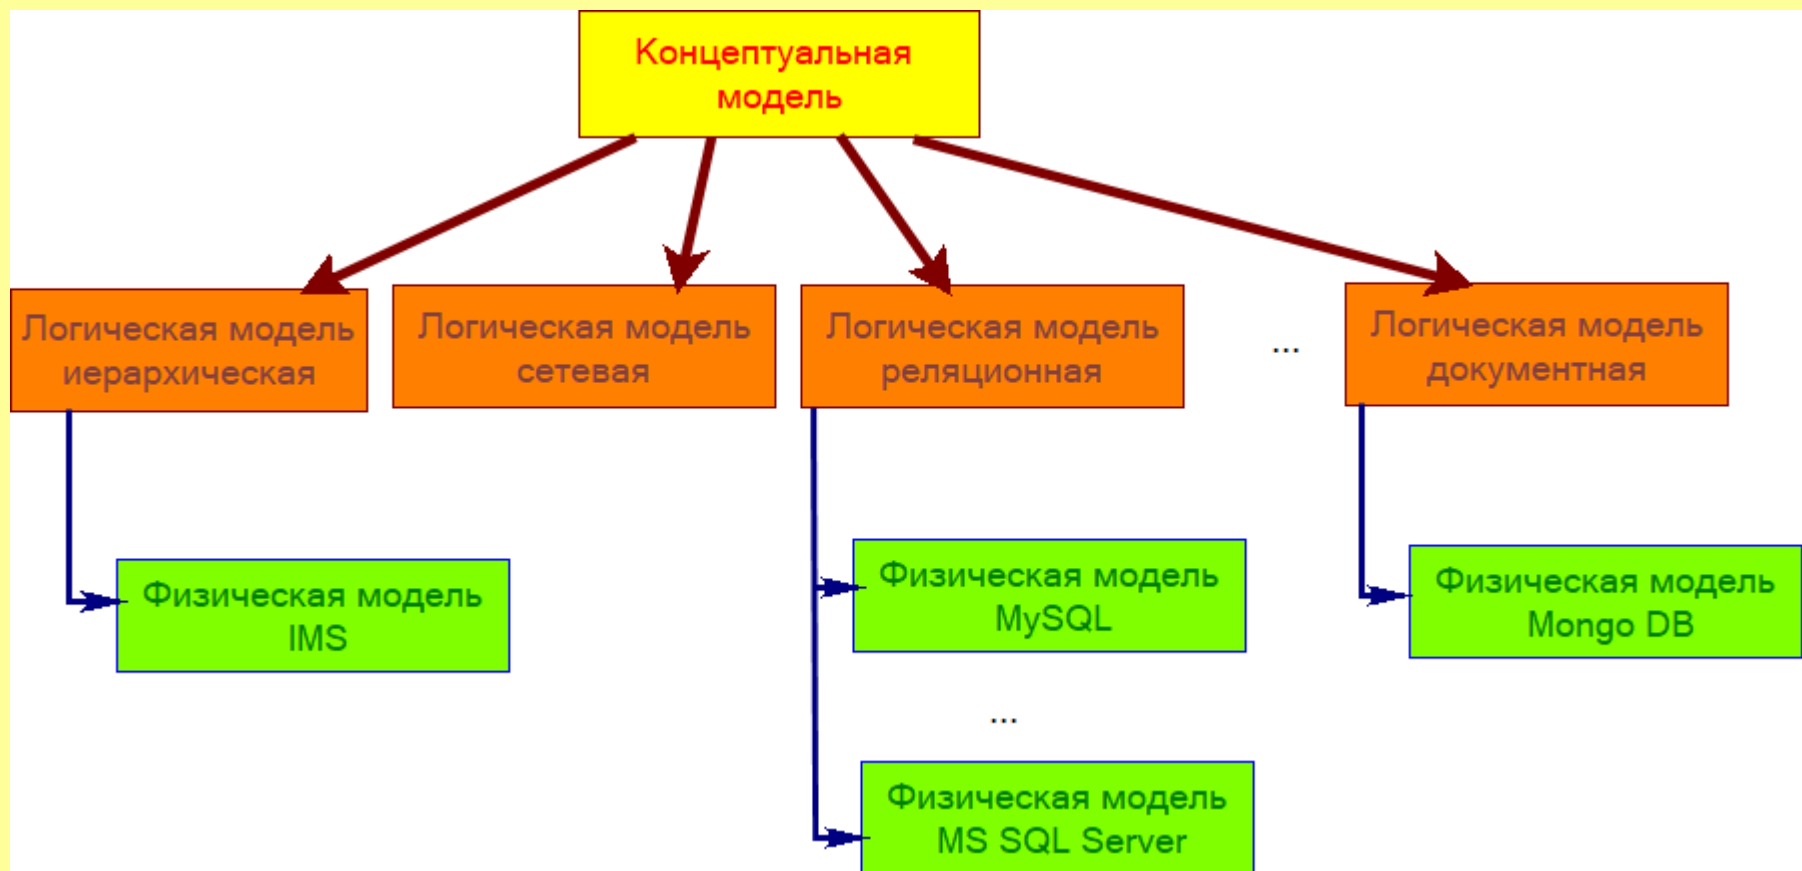 Концептуальная
модель
Логическая модель
иерархическая
Логическая модель
сетевая
Логическая модель
реляционная
...
Логическая модель
документная
Физическая модель
IMS
Физическая модель
MySQL
...
Физическая модель
MS SQL Server
Физическая модель
Mongo DB